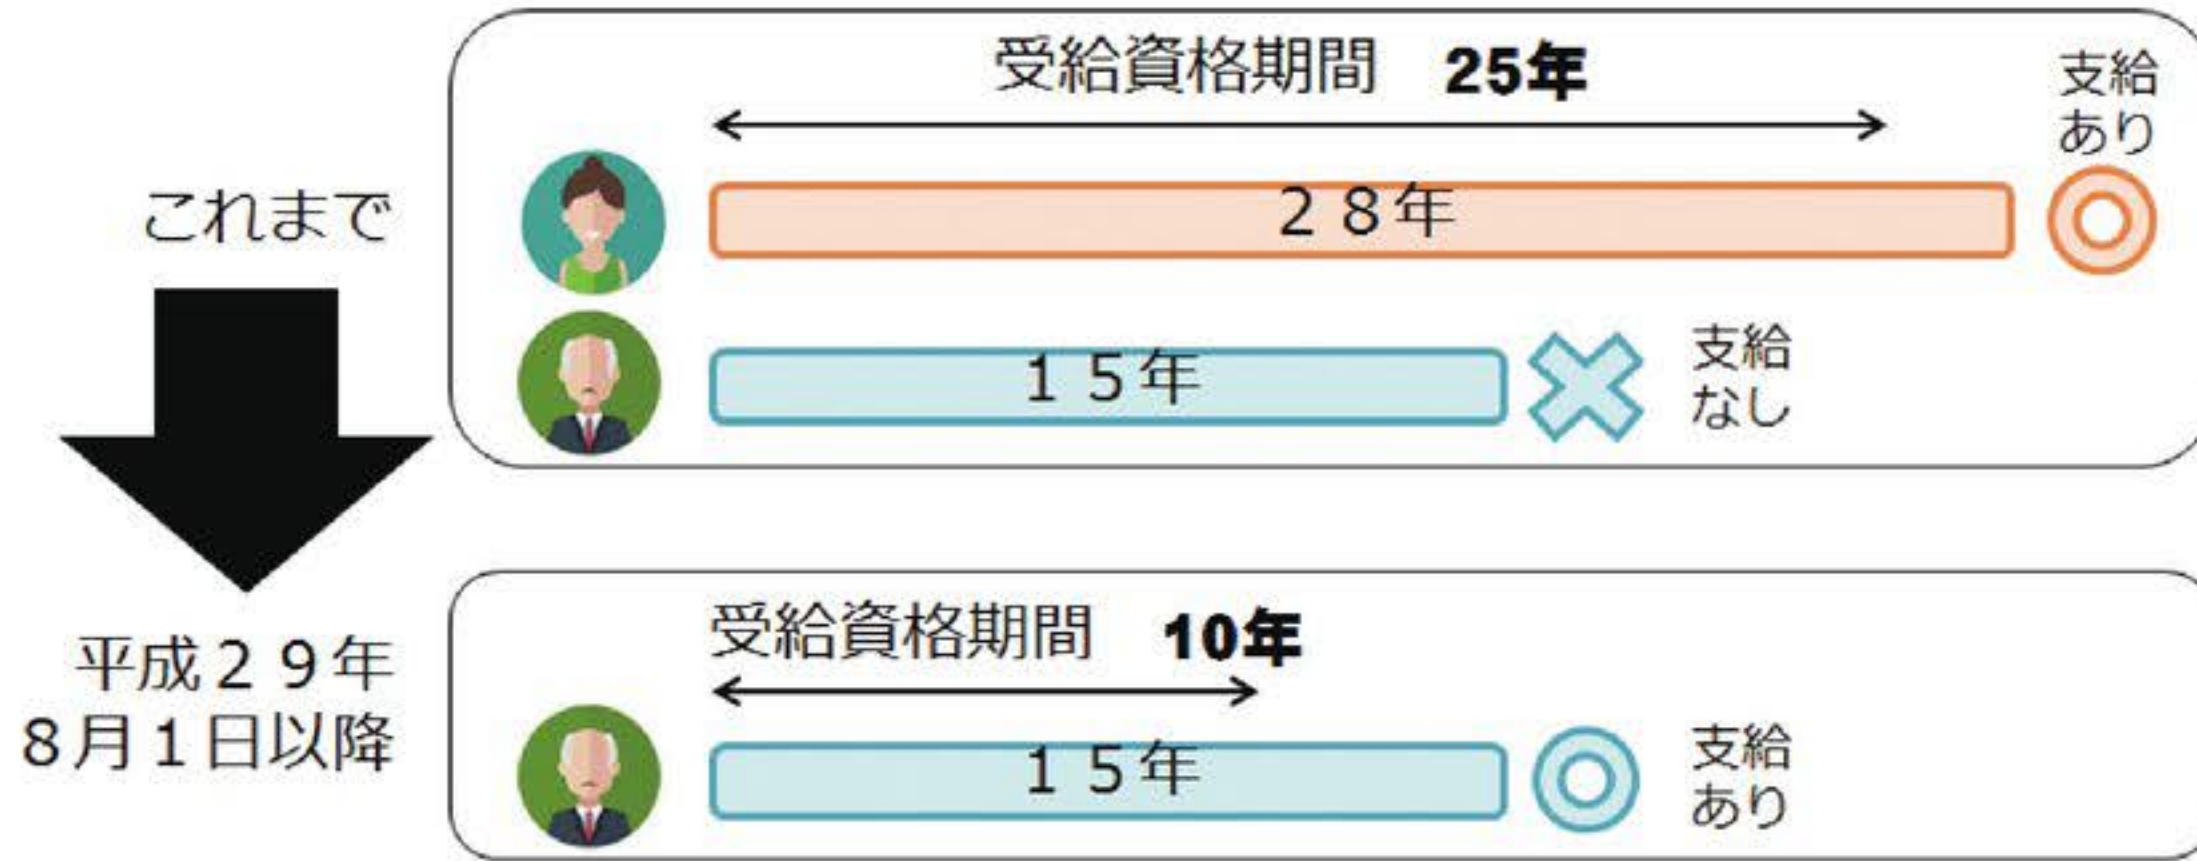 受給資格期間 25年
支給
あり
これまで
２８年
１５年
支給
なし
平成２９年
８月１日以降
受給資格期間 10年
１５年
支給
あり